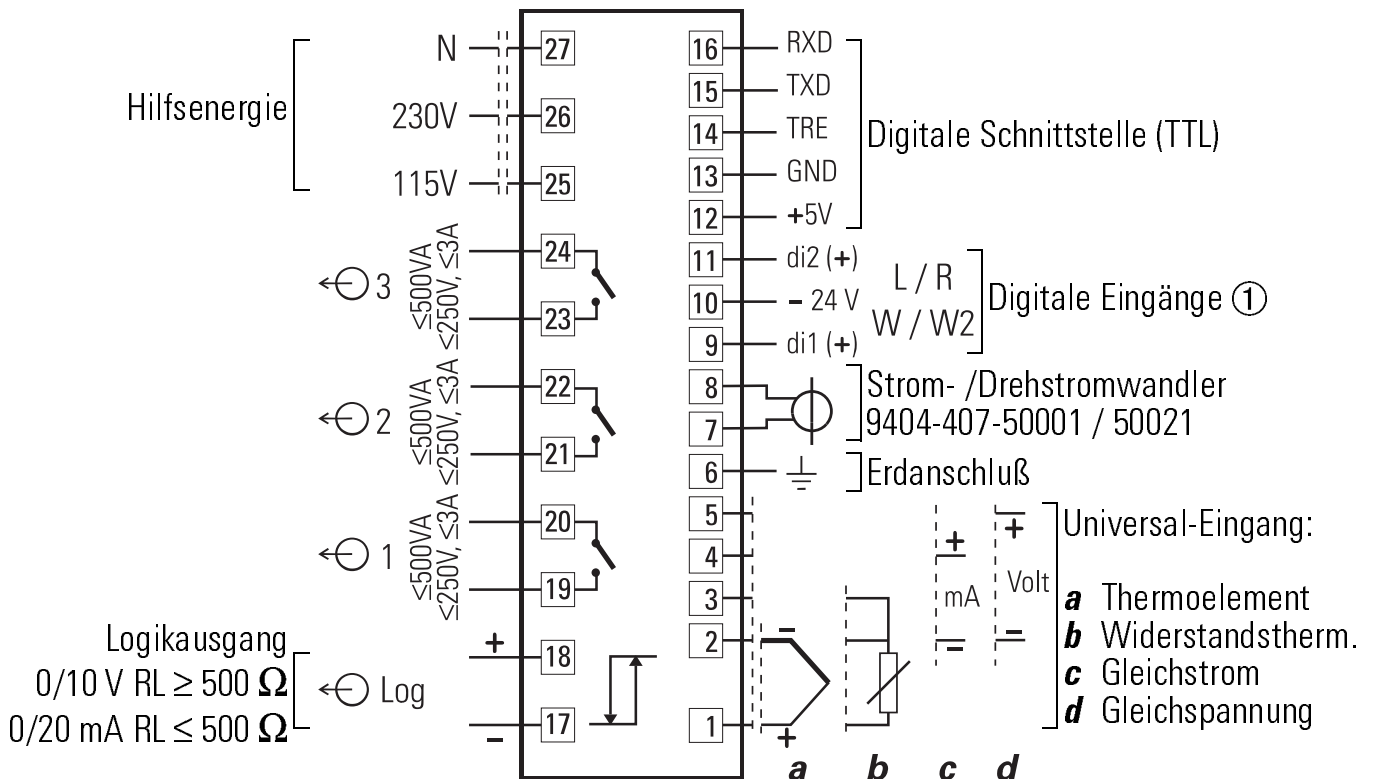 Hilfsenergie
N
230V
115V
27
26
25
24
23
22
21
20
19
18
17
3
≤500VA
≤250V, ≤3A
2
≤500VA
≤250V, ≤3A
1
≤500VA
≤250V, ≤3A
Logikausgang
0/10 V RL ≥ 500 Ω
0/20 mA RL ≤ 500 Ω
Log
+
–
16 RXD
15 TXD
14 TRE
13 GND
12 +5V
Digitale Schnittstelle (TTL)
11 di2 (+)
10 – 24 V
9 di1 (+)
L / R
W / W2
Digitale Eingänge ①
8
7
Strom- /Drehstromwandler
9404-407-50001 / 50021
6
Erdanschluß
5
4
3
2
1
–
+
+
mA
–
+
Volt
–
a b c d
Universal-Eingang:
a Thermoelement
b Widerstandstherm.
c Gleichstrom
d Gleichspannung